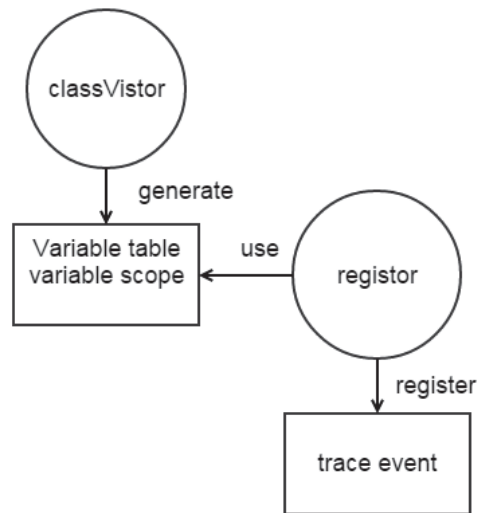 classVistor
generate
Variable table
variable scope
use
registor
register
trace event